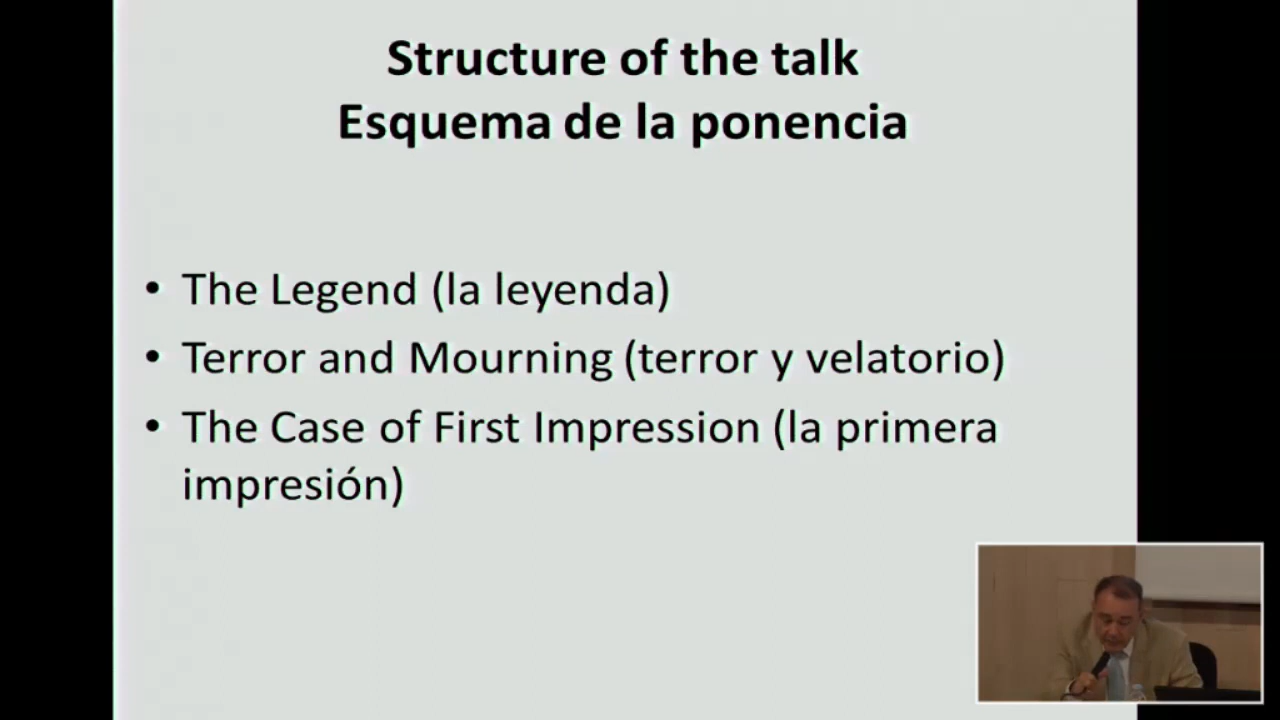 Structure of the talk
Esquema de la ponencia
• The Legend (la leyenda)
• Terror and Mourning (terror y velatorio)
• The Case of First Impression (la primera
impresión)